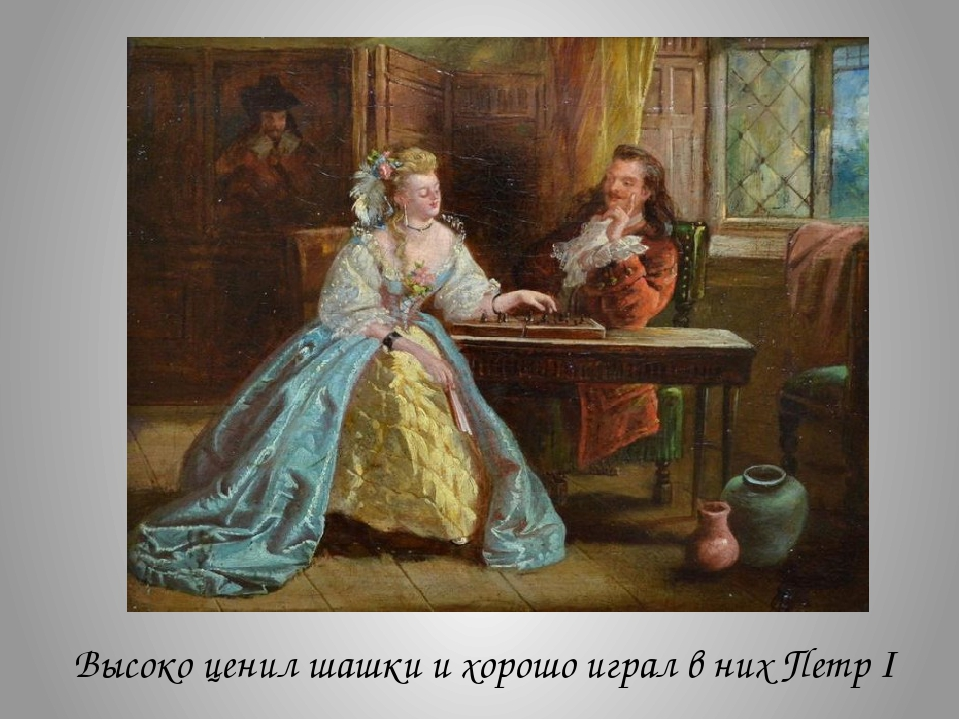 Высоко ценил шашки и хорошо играл в них Петр I